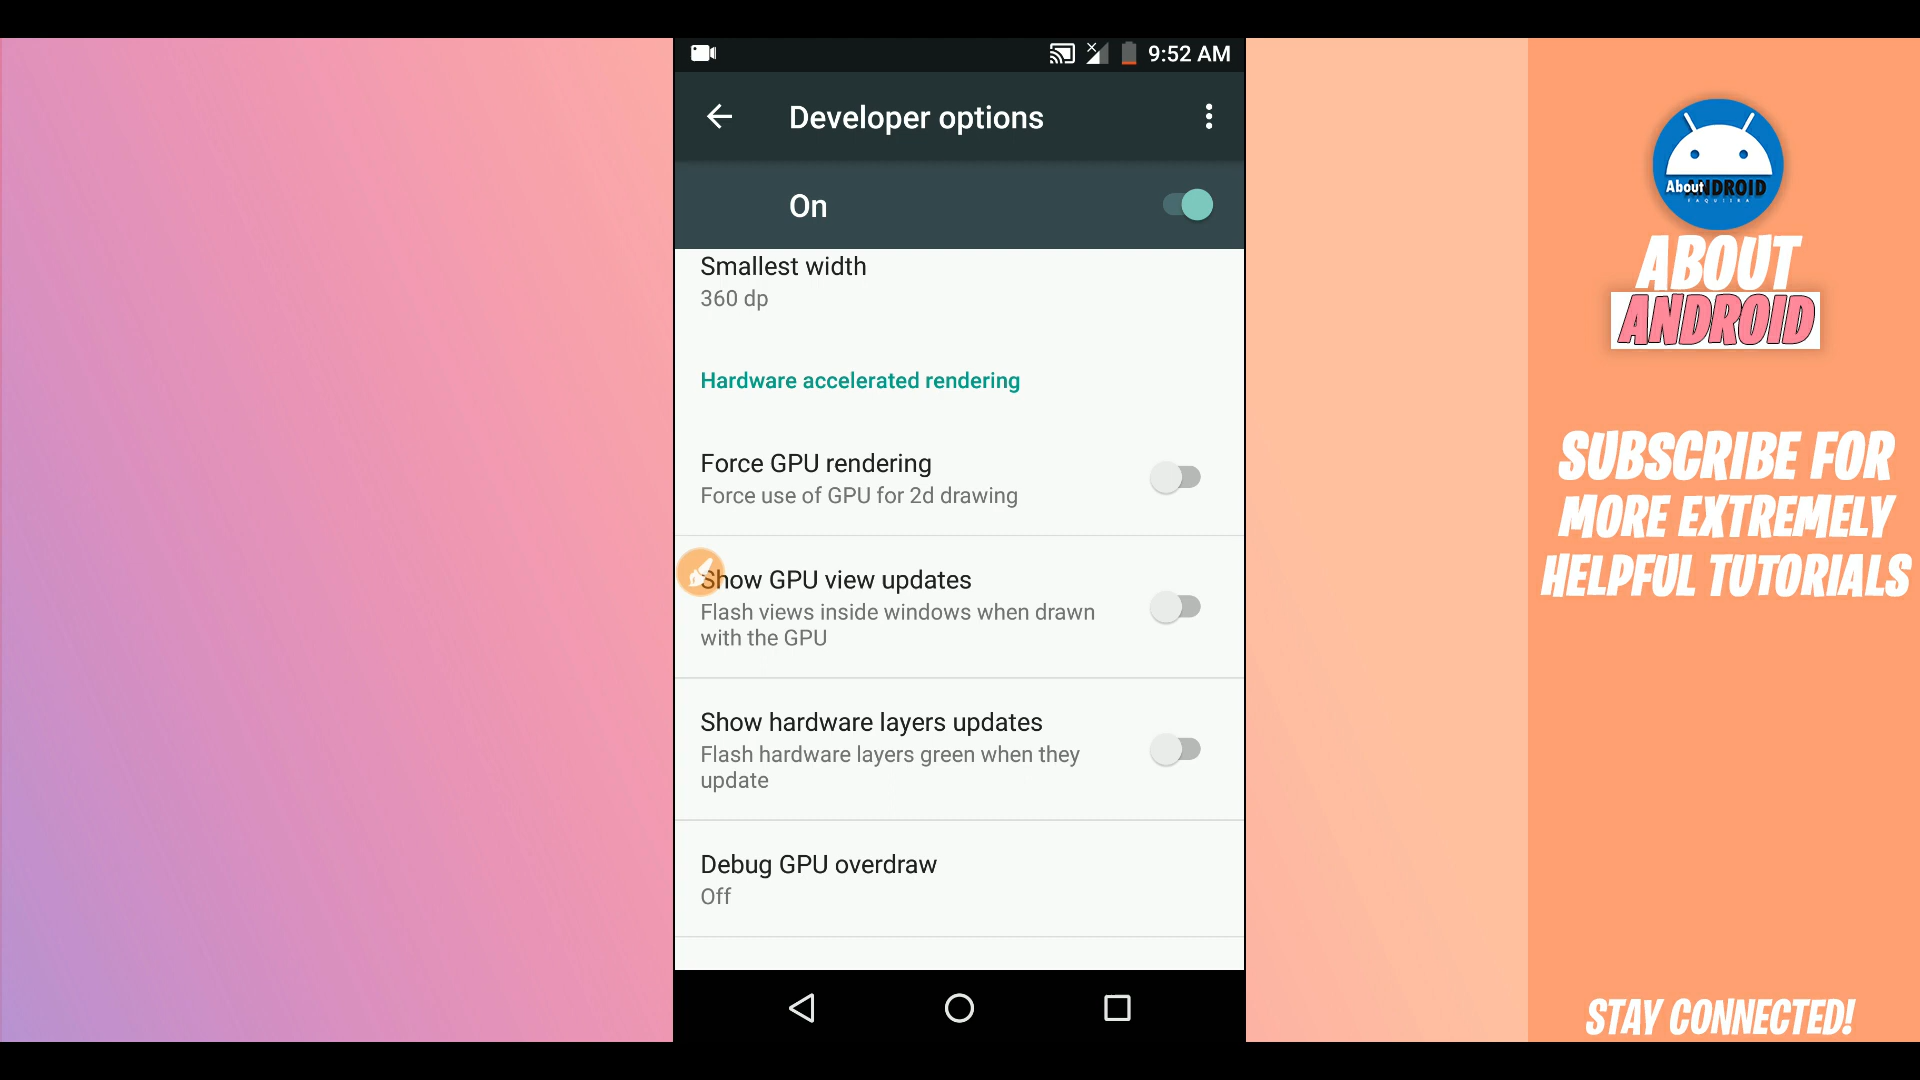 9:52 AM
Developer options
On
Smallest width
360 dp
Hardware accelerated rendering
Force GPU rendering
Force use of GPU for 2d drawing
Show GPU view updates
Flash views inside windows when drawn
with the GPU
Show hardware layers updates
Flash hardware layers green when they
update
Debug GPU overdraw
Off
About ANDROID
FAQUIIRA
ABOUT
ANDROID
SUBSCRIBE FOR
MORE EXTREMELY
HELPFUL TUTORIALS
STAY CONNECTED!